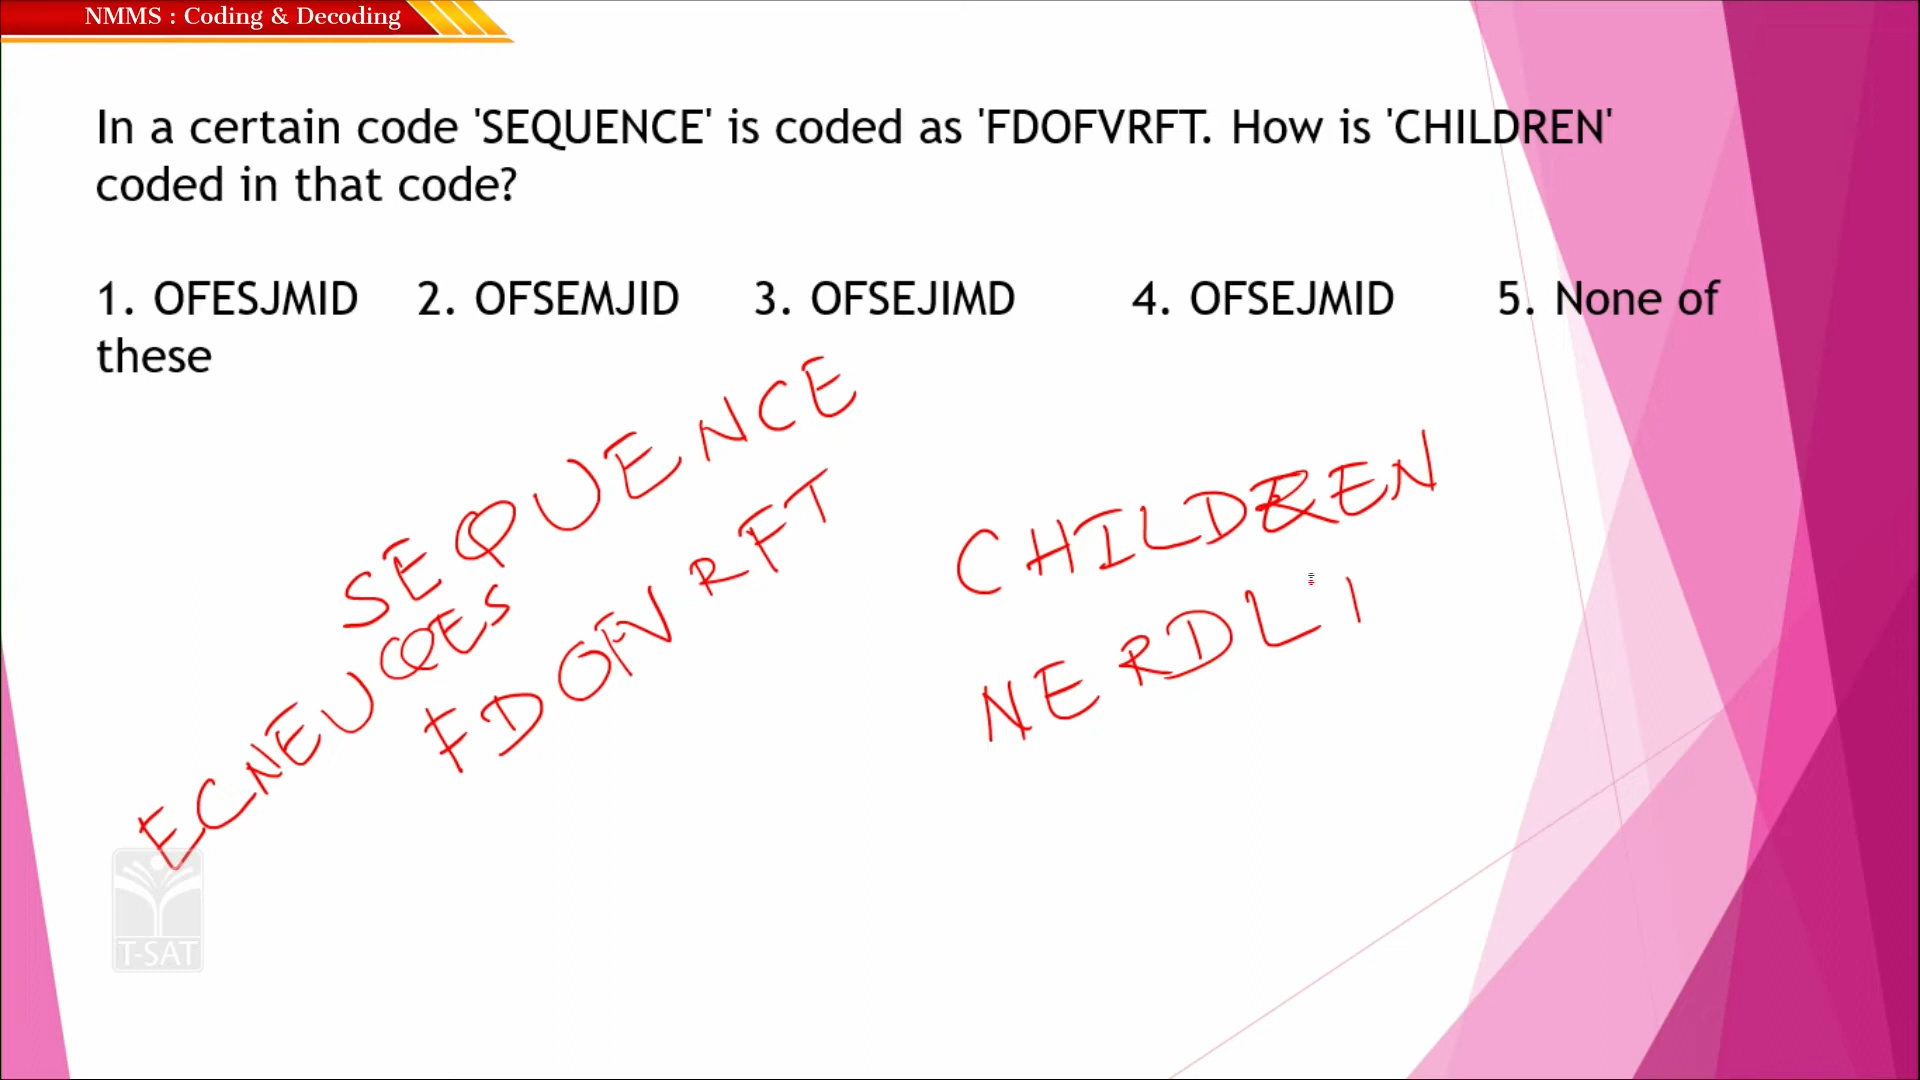 NMMS : Coding & Decoding
In a certain code 'SEQUENCE' is coded as 'FDOFVRFT. How is 'CHILDREN'
coded in that code?
1. OFESJMID 2. OFSEMJID 3. OFSEJIMD 4. OFSEJMID 5. None of
these
SEQUENCE
ECNEUQES
FDOFVRFT
CHILDREN
NERDLI
T-SAT